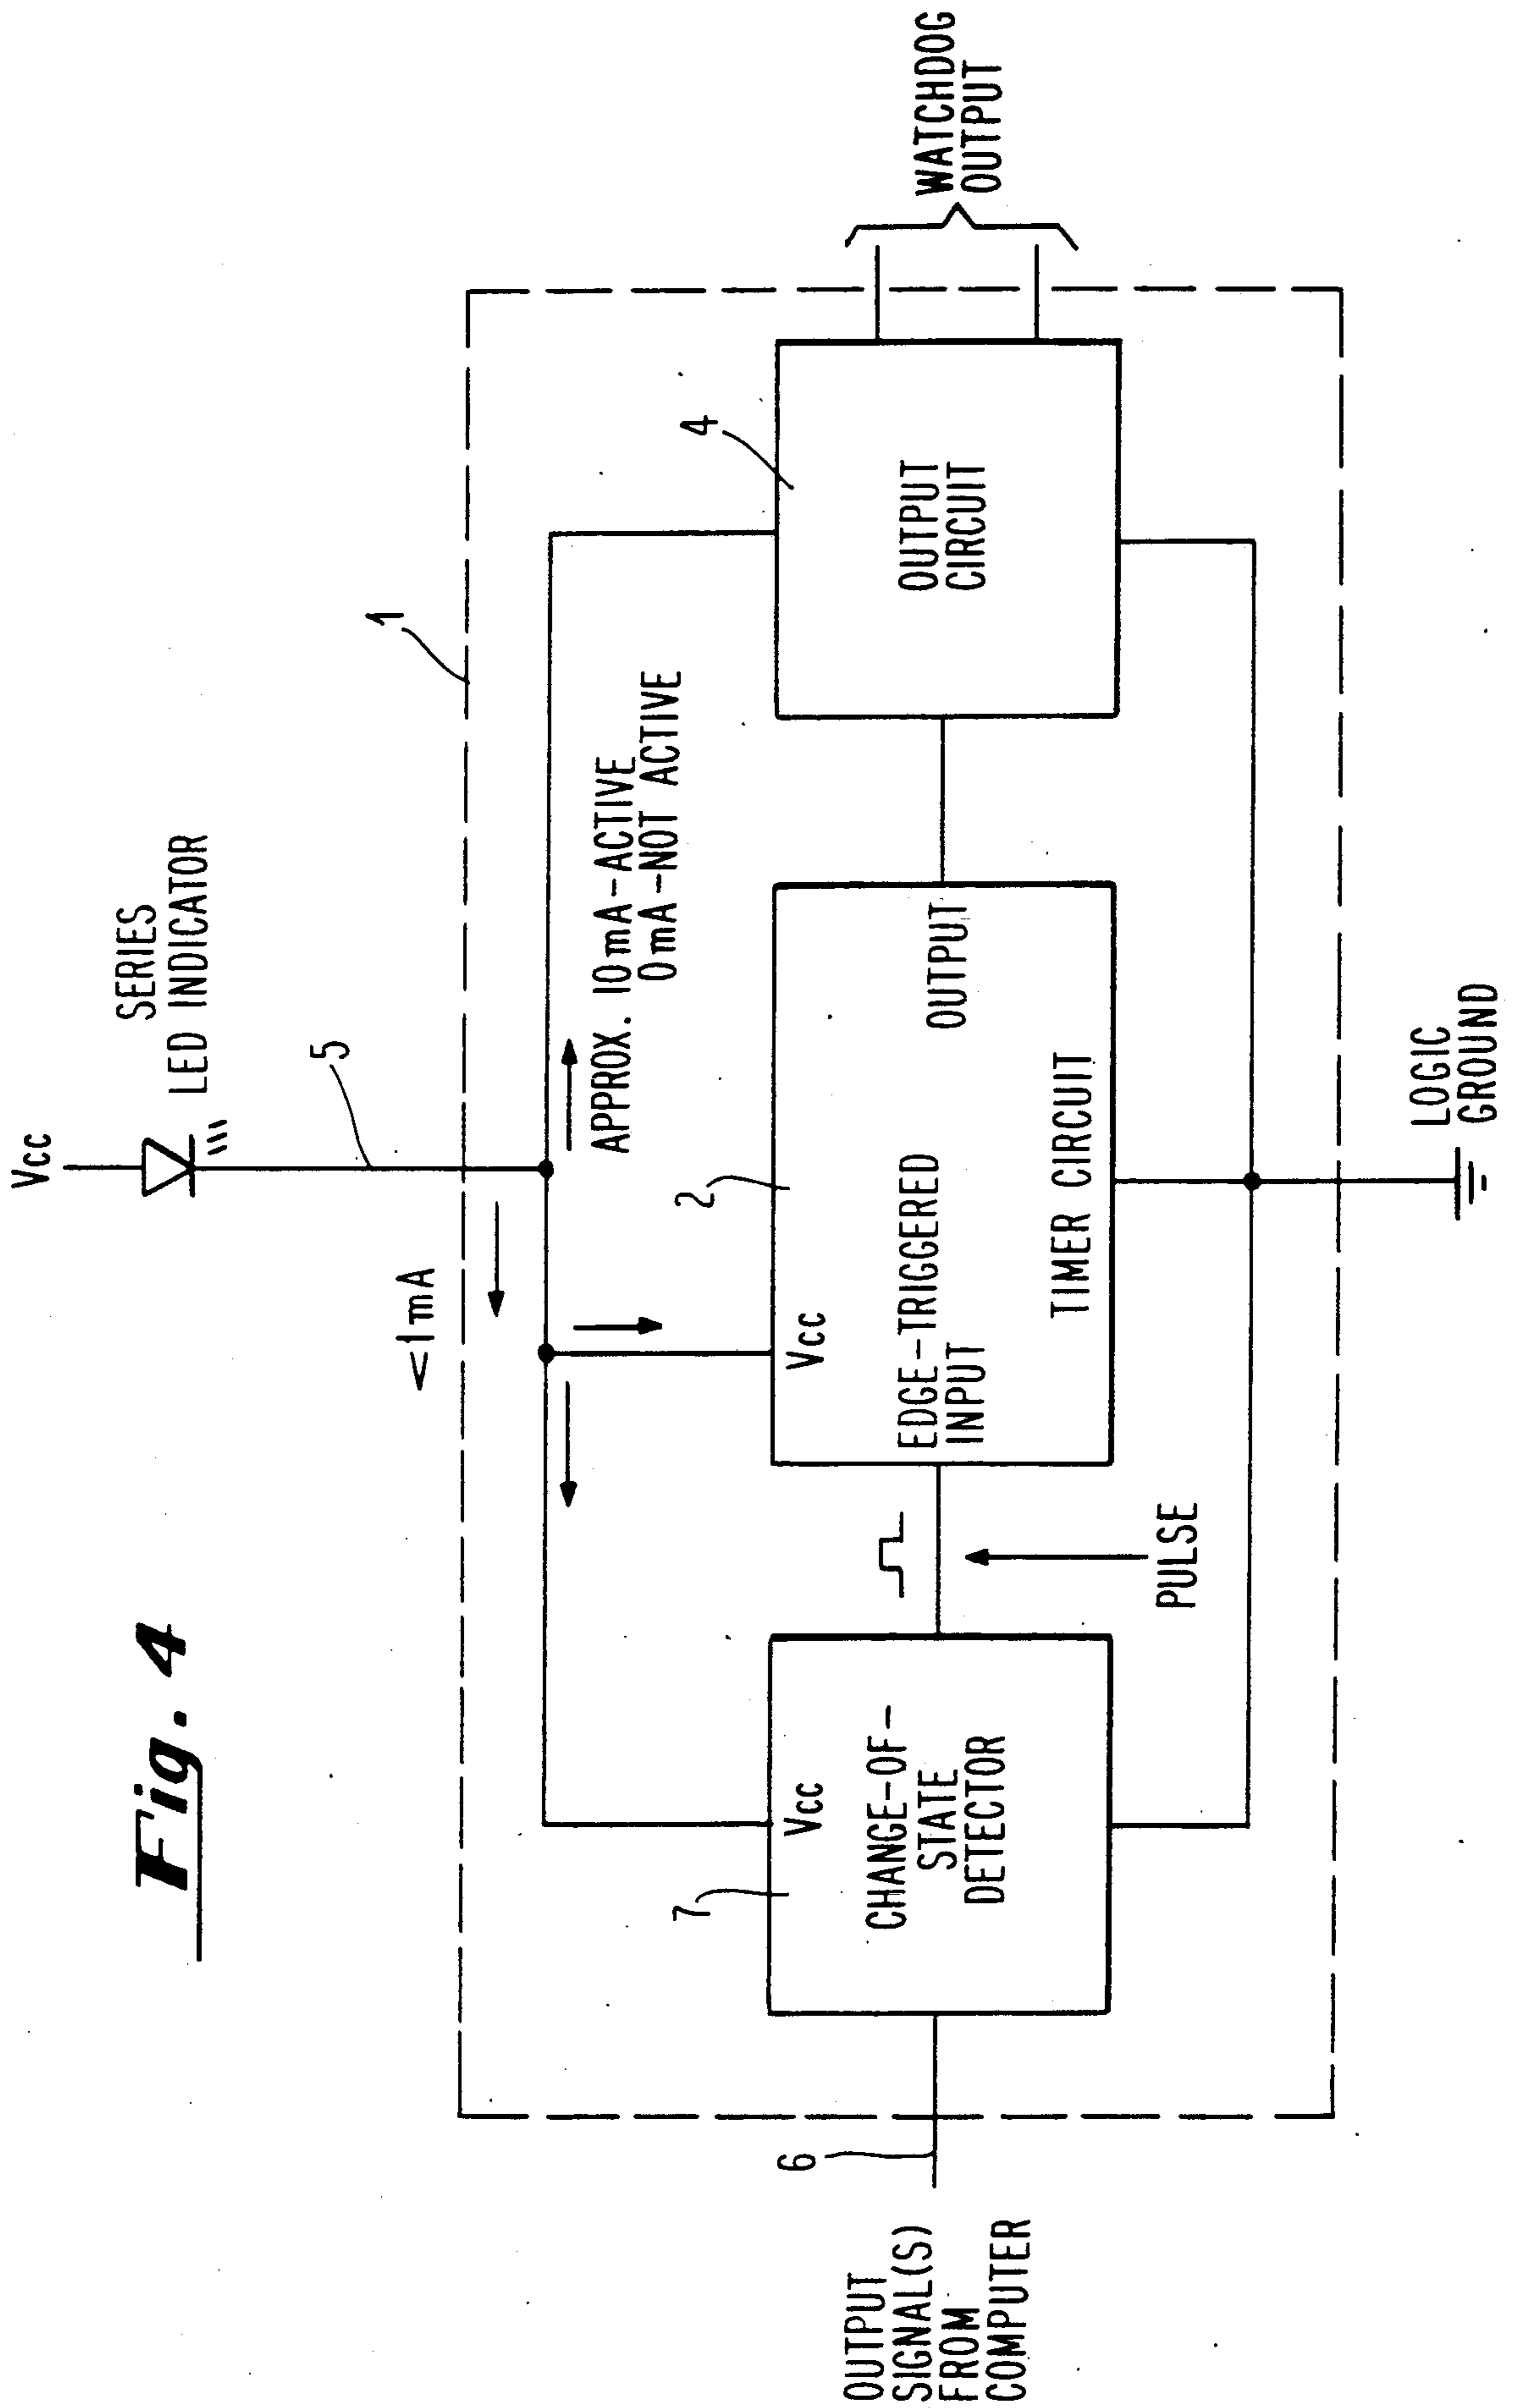 Fig. 4
Vcc
SERIES
LED INDICATOR
5
1
<1mA
APPROX. 10mA-ACTIVE
0mA-NOT ACTIVE
7
Vcc
CHANGE-OF-
STATE
DETECTOR
2
Vcc
EDGE-TRIGGERED
INPUT
OUTPUT
TIMER CIRCUIT
4
OUTPUT
CIRCUIT
WATCHDOG
OUTPUT
6
OUTPUT
SIGNAL(S)
FROM
COMPUTER
PULSE
LOGIC
GROUND